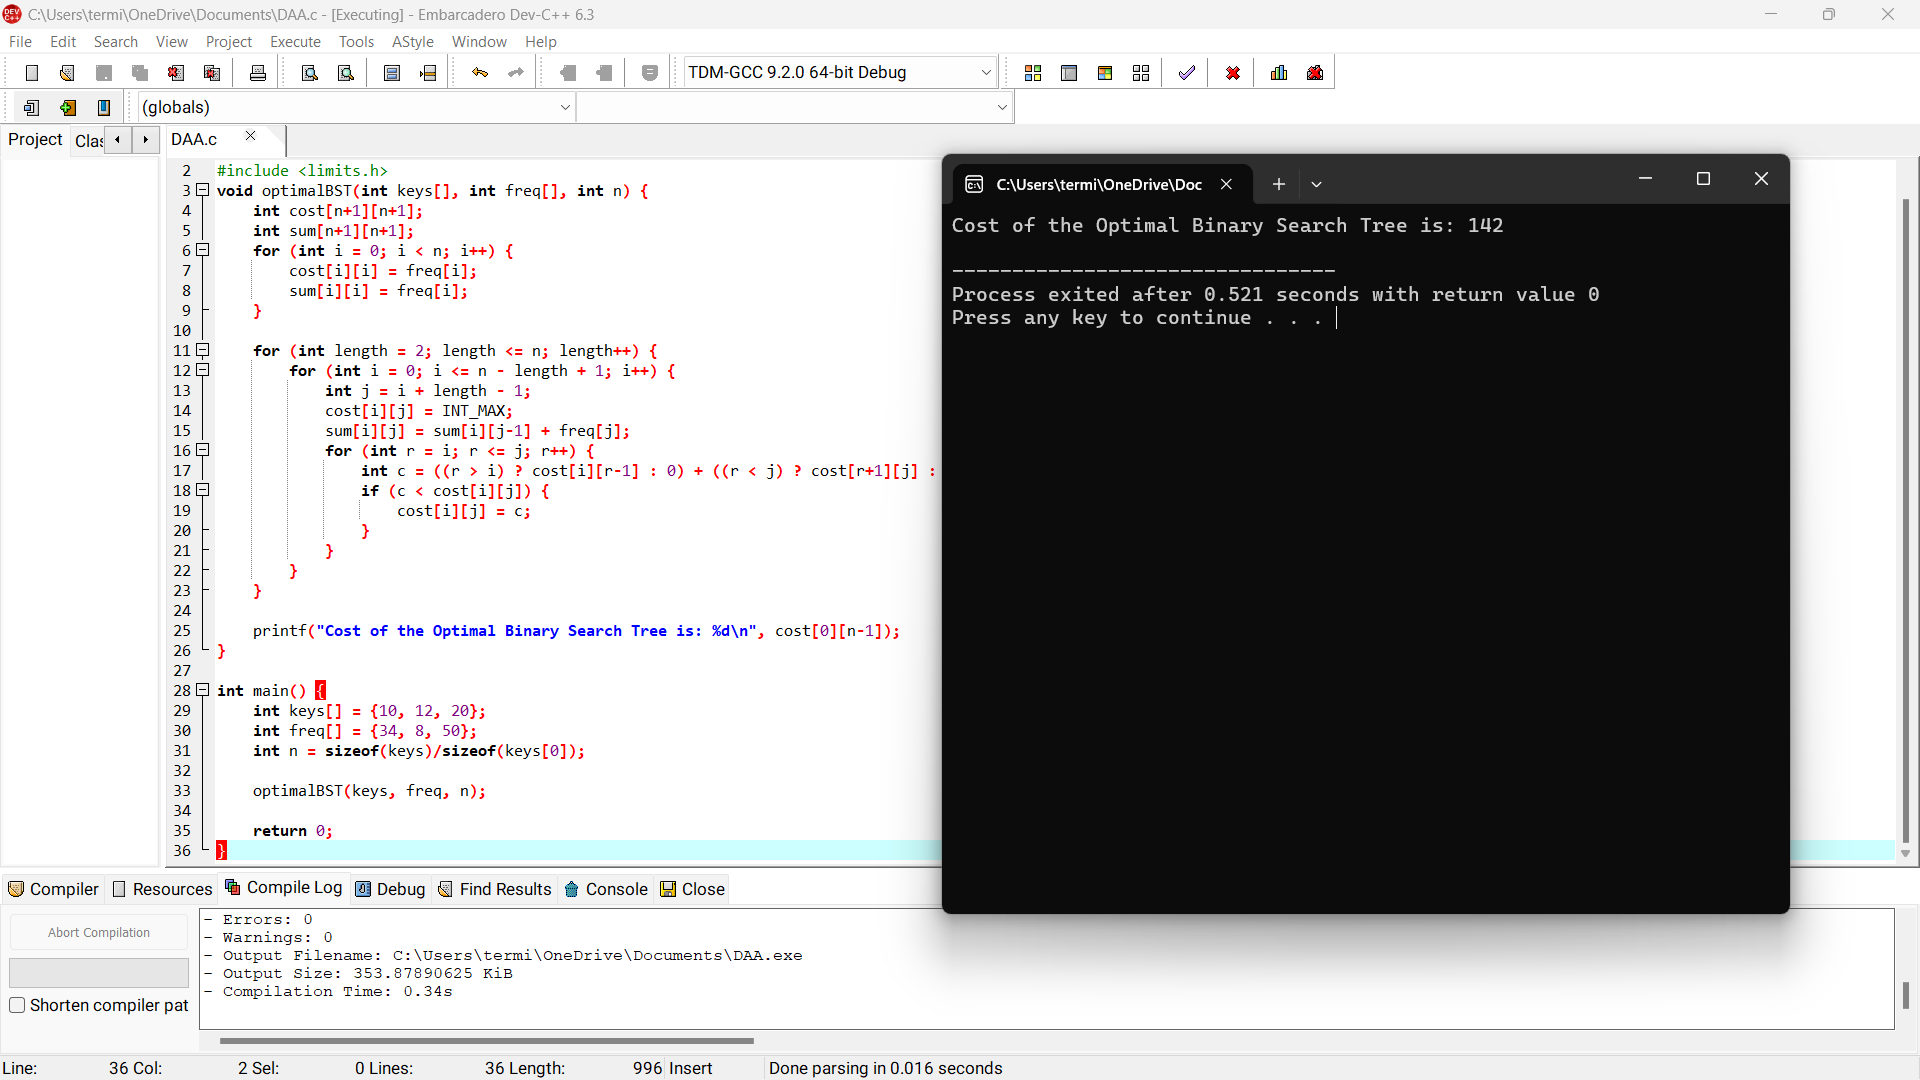 C:\Users\termi\OneDrive\Documents\DAA.c - [Executing] - Embarcadero Dev-C++ 6.3
File Edit Search View Project Execute Tools AStyle Window Help
TDM-GCC 9.2.0 64-bit Debug
(globals)
Project Clas DAA.c
2 #include <limits.h>
3 void optimalBST(int keys[], int freq[], int n) {
4 int cost[n+1][n+1];
5 int sum[n+1][n+1];
6 for (int i = 0; i < n; i++) {
7 cost[i][i] = freq[i];
8 sum[i][i] = freq[i];
9 }
10
11 for (int length = 2; length <= n; length++) {
12 for (int i = 0; i <= n - length + 1; i++) {
13 int j = i + length - 1;
14 cost[i][j] = INT_MAX;
15 sum[i][j] = sum[i][j-1] + freq[j];
16 for (int r = i; r <= j; r++) {
17 int c = ((r > i) ? cost[i][r-1] : 0) + ((r < j) ? cost[r+1][j] :
18 if (c < cost[i][j]) {
19 cost[i][j] = c;
20 }
21 }
22 }
23 }
24
25 printf("Cost of the Optimal Binary Search Tree is: %d\n", cost[0][n-1]);
26 }
27
28 int main() {
29 int keys[] = {10, 12, 20};
30 int freq[] = {34, 8, 50};
31 int n = sizeof(keys)/sizeof(keys[0]);
32
33 optimalBST(keys, freq, n);
34
35 return 0;
36 }
C:\Users\termi\OneDrive\Doc
Cost of the Optimal Binary Search Tree is: 142
--------------------------------
Process exited after 0.521 seconds with return value 0
Press any key to continue . . .
Compiler Resources Compile Log Debug Find Results Console Close
Abort Compilation
Shorten compiler pat
- Errors: 0
- Warnings: 0
- Output Filename: C:\Users\termi\OneDrive\Documents\DAA.exe
- Output Size: 353.87890625 KiB
- Compilation Time: 0.34s
Line: 36 Col: 2 Sel: 0 Lines: 36 Length: 996 Insert Done parsing in 0.016 seconds